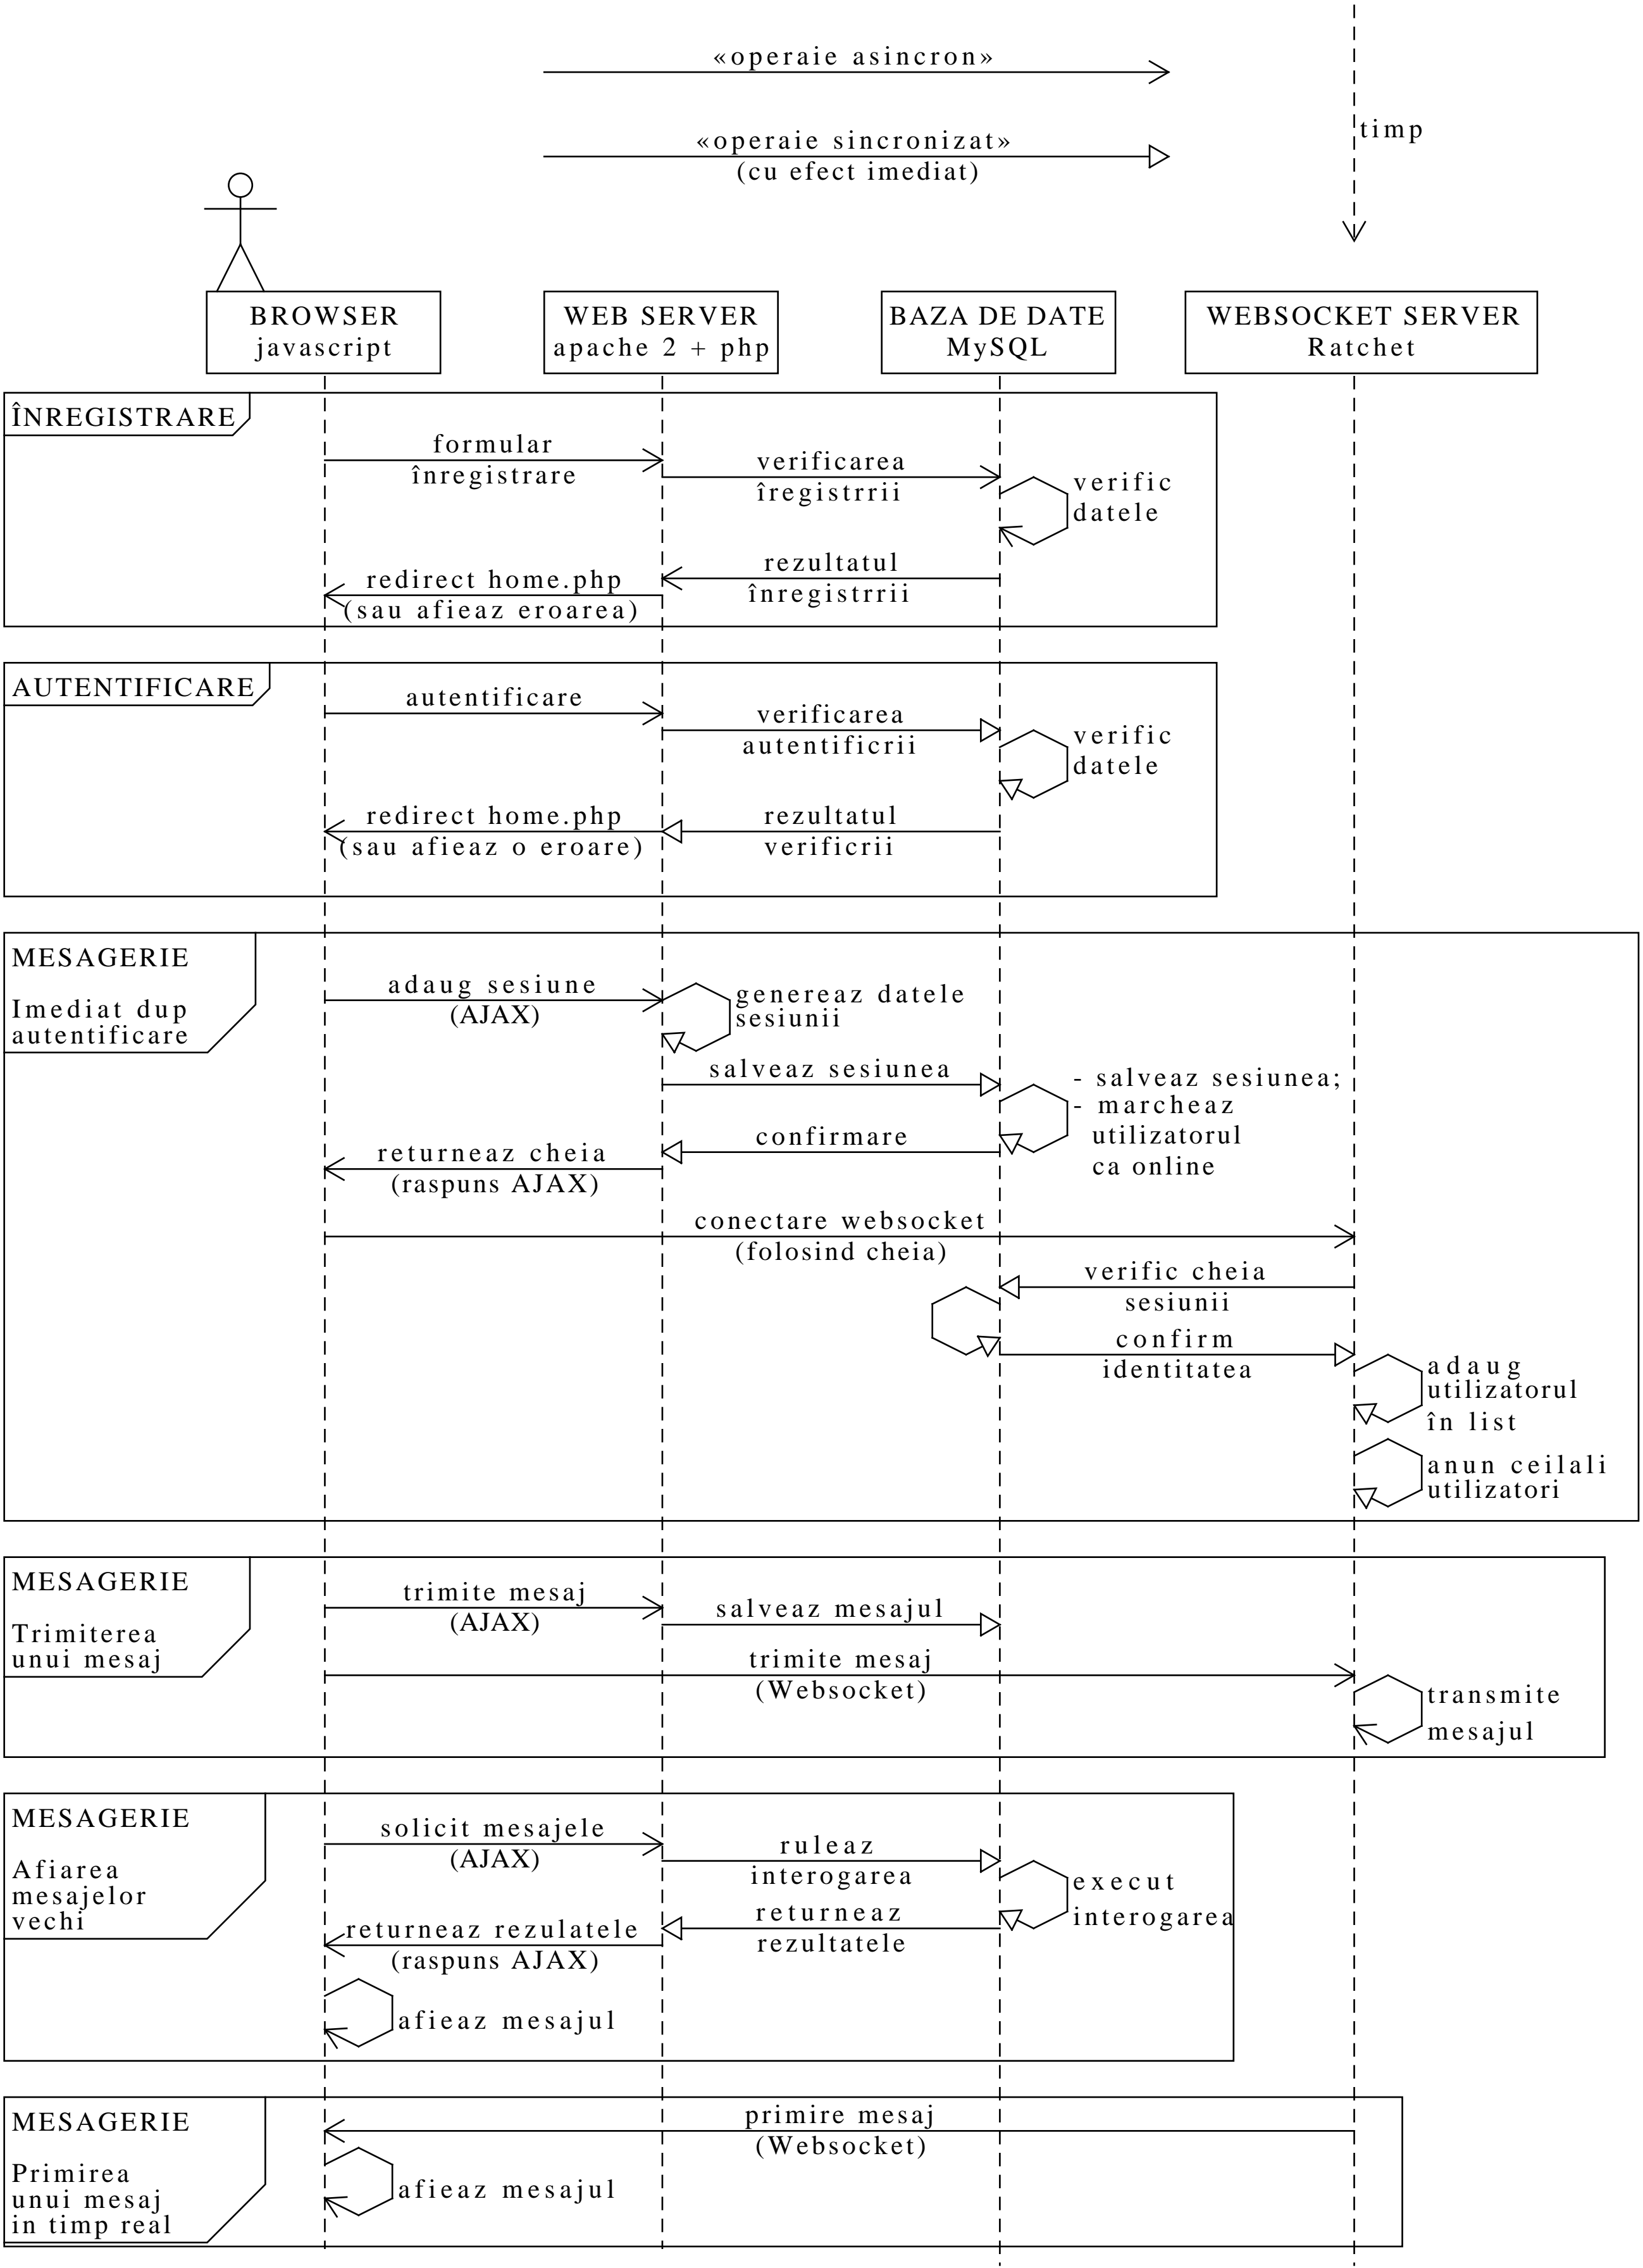 «operaie asincron»
timp
«operaie sincronizat»
(cu efect imediat)
BROWSER
javascript
WEB SERVER
apache 2 + php
BAZA DE DATE
MySQL
WEBSOCKET SERVER
Ratchet
ÎNREGISTRARE
formular
înregistrare
verificarea
îregistrrii
verific
datele
rezultatul
înregistrrii
redirect home.php
(sau afieaz eroarea)
AUTENTIFICARE
autentificare
verificarea
autentificrii
verific
datele
redirect home.php
(sau afieaz o eroare)
rezultatul
verificrii
MESAGERIE
Imediat dup
autentificare
adaug sesiune
(AJAX)
genereaz datele
sesiunii
salveaz sesiunea
- salveaz sesiunea;
- marcheaz
utilizatorul
ca online
confirmare
returneaz cheia
(raspuns AJAX)
conectare websocket
(folosind cheia)
verific cheia
sesiunii
confirm
identitatea
adaug
utilizatorul
în list
anun ceilali
utilizatori
MESAGERIE
Trimiterea
unui mesaj
trimite mesaj
(AJAX)
salveaz mesajul
trimite mesaj
(Websocket)
transmite
mesajul
MESAGERIE
Afiarea
mesajelor
vechi
solicit mesajele
(AJAX)
ruleaz
interogarea
execut
interogarea
returneaz
rezultatele
returneaz rezulatele
(raspuns AJAX)
afieaz mesajul
MESAGERIE
Primirea
unui mesaj
in timp real
primire mesaj
(Websocket)
afieaz mesajul